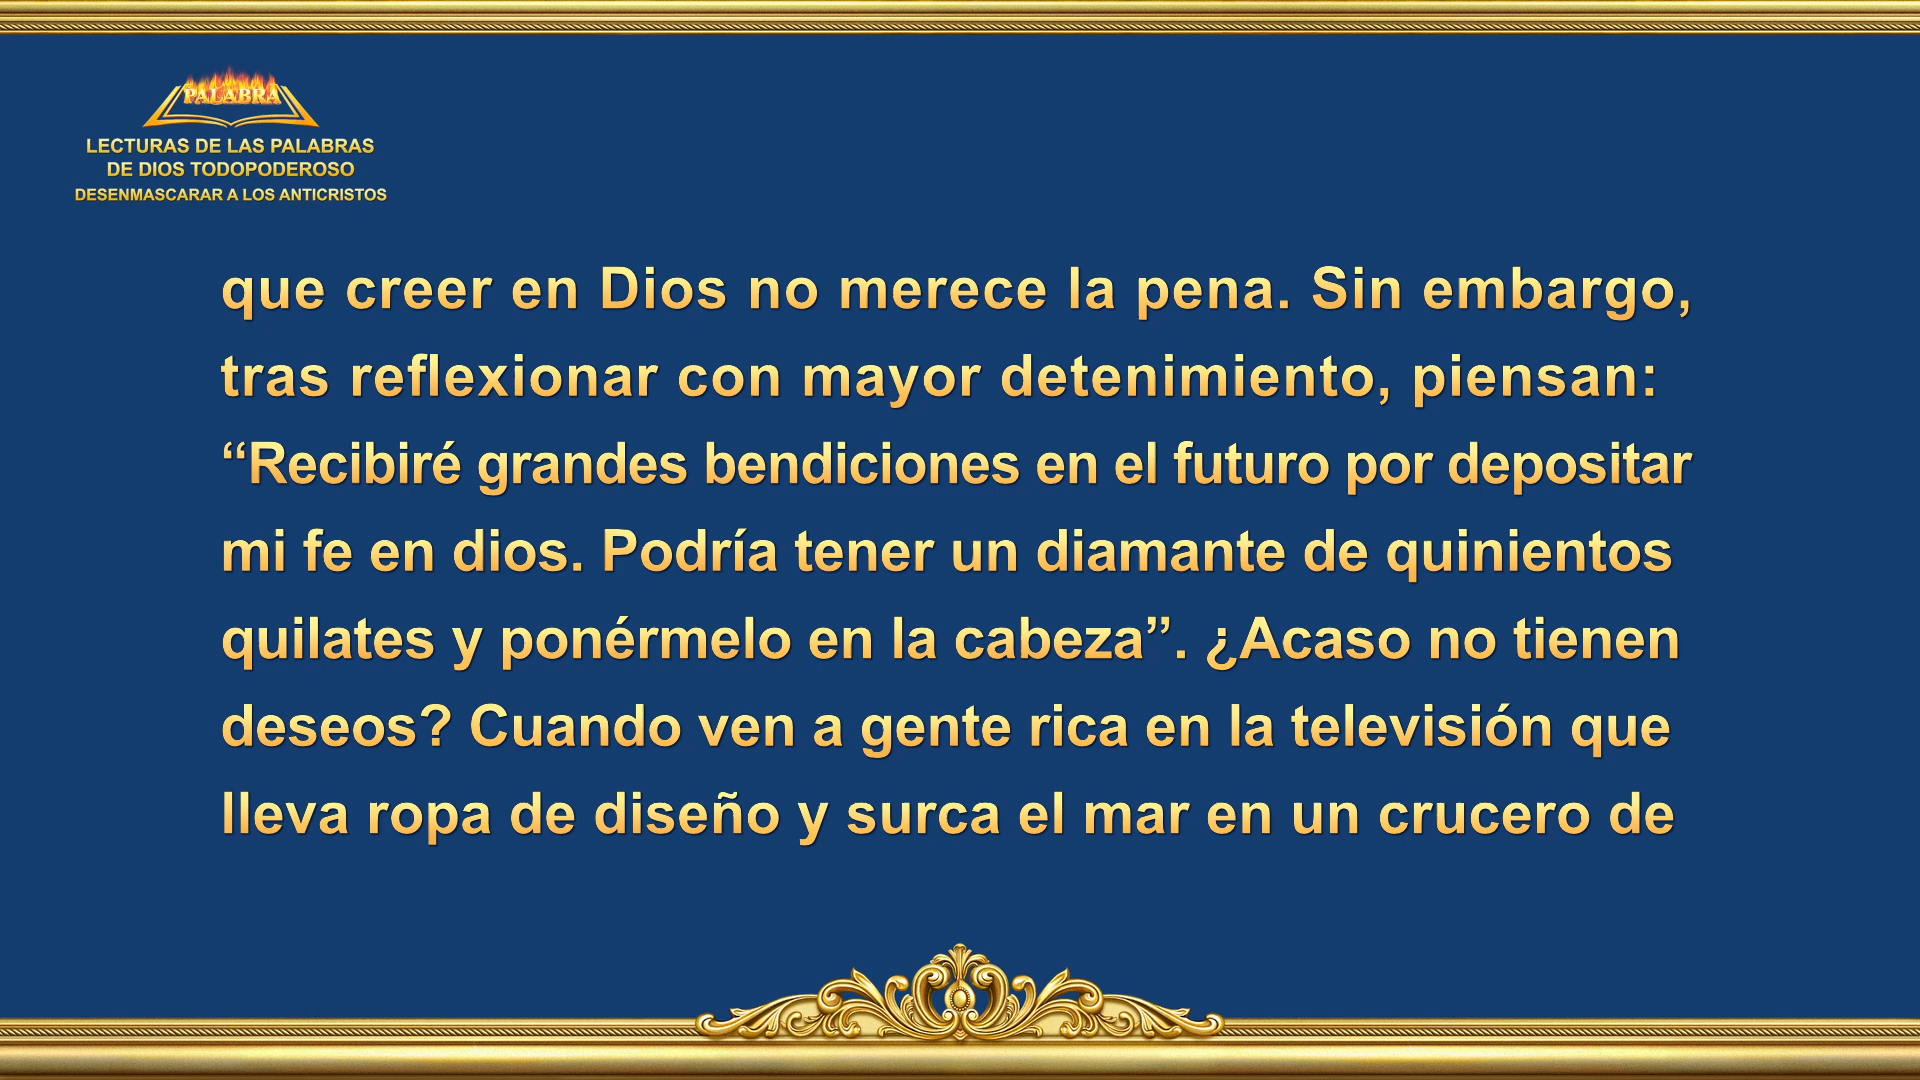 PALABRA
LECTURAS DE LAS PALABRAS
DE DIOS TODOPODEROSO
DESENMASCARAR A LOS ANTICRISTOS
que creer en Dios no merece la pena. Sin embargo,
tras reflexionar con mayor detenimiento, piensan:
“Recibiré grandes bendiciones en el futuro por depositar
mi fe en dios. Podría tener un diamante de quinientos
quilates y ponérmelo en la cabeza”. ¿Acaso no tienen
deseos? Cuando ven a gente rica en la televisión que
lleva ropa de diseño y surca el mar en un crucero de